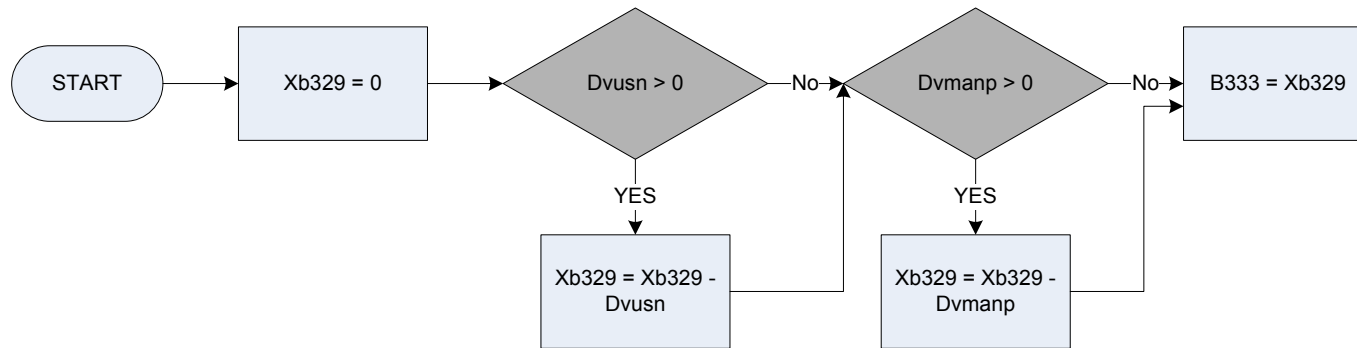 START
Xb329 = 0
Dvusn > 0
No
Dvmanp > 0
No
B333 = Xb329
YES
YES
Xb329 = Xb329 -
Dvusn
Xb329 = Xb329 -
Dvmanp